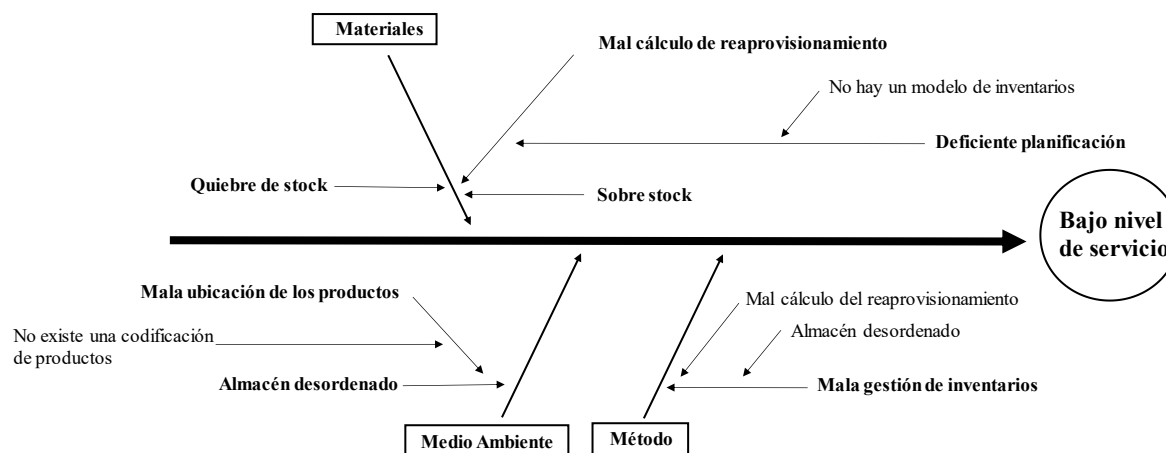 Materiales
Mal cálculo de reaprovisionamiento
No hay un modelo de inventarios
Deficiente planificación
Quiebre de stock
Sobre stock
Bajo nivel
de servicio
Mala ubicación de los productos
Mal cálculo del reaprovisionamiento
No existe una codificación
de productos
Almacén desordenado
Almacén desordenado
Mala gestión de inventarios
Medio Ambiente
Método